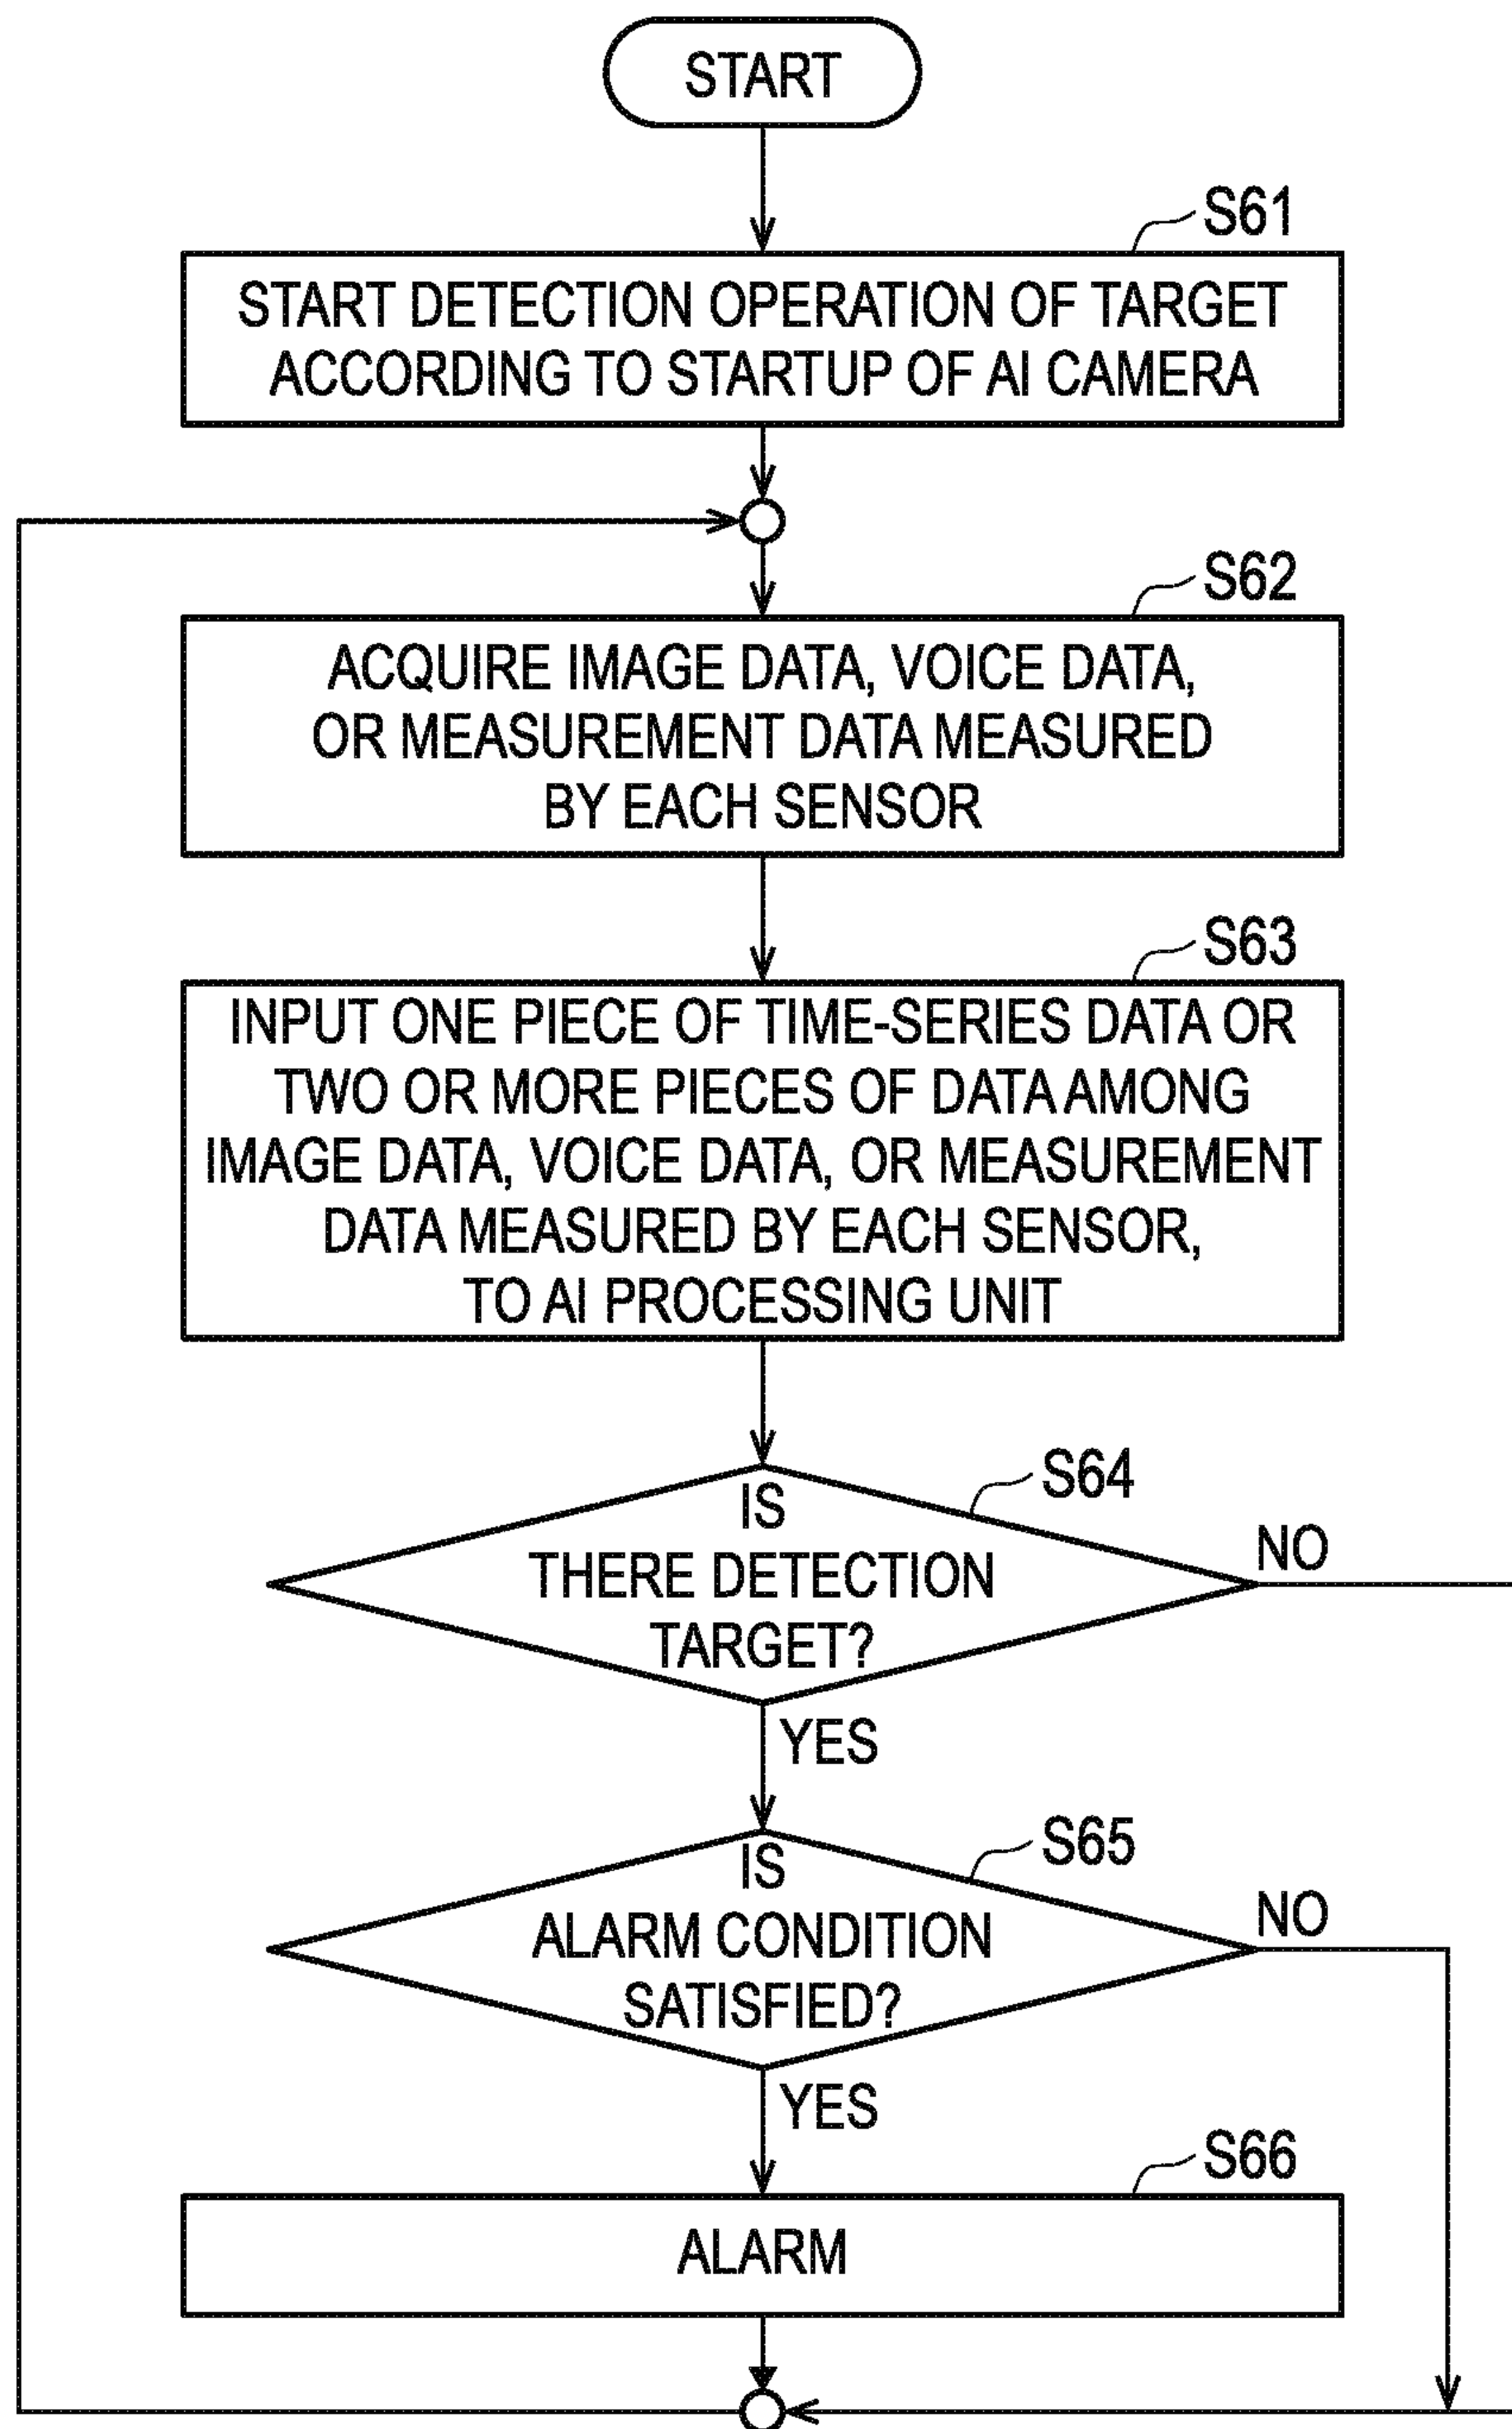 START
S61
START DETECTION OPERATION OF TARGET
ACCORDING TO STARTUP OF AI CAMERA
S62
ACQUIRE IMAGE DATA, VOICE DATA,
OR MEASUREMENT DATA MEASURED
BY EACH SENSOR
S63
INPUT ONE PIECE OF TIME-SERIES DATA OR
TWO OR MORE PIECES OF DATA AMONG
IMAGE DATA, VOICE DATA, OR MEASUREMENT
DATA MEASURED BY EACH SENSOR,
TO AI PROCESSING UNIT
S64
IS
THERE DETECTION
TARGET?
NO
YES
S65
IS
ALARM CONDITION
SATISFIED?
NO
YES
S66
ALARM